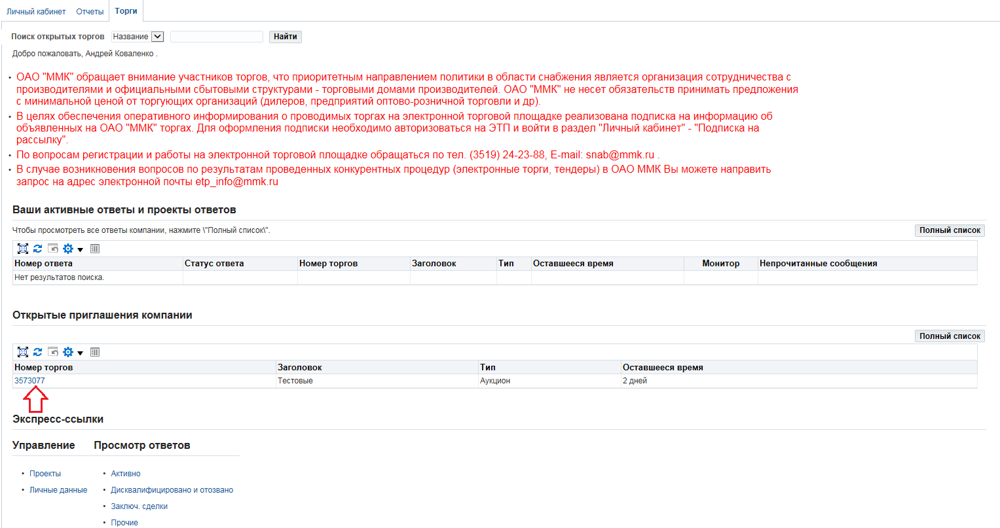 Личный кабинет Отчеты Торги
Поиск открытых торгов Название Найти
Добро пожаловать, Андрей Коваленко .
• ОАО "ММК" обращает внимание участников торгов, что приоритетным направлением политики в области снабжения является организация сотрудничества с
производителями и официальными сбытовыми структурами - торговыми домами производителей. ОАО "ММК" не несет обязательств принимать предложения
с минимальной ценой от торгующих организаций (дилеров, предприятий оптово-розничной торговли и др).
• В целях обеспечения оперативного информирования о проводимых торгах на электронной торговой площадке реализована подписка на информацию об
объявленных на ОАО "ММК" торгах. Для оформления подписки необходимо авторизоваться на ЭТП и войти в раздел "Личный кабинет" - "Подписка на
рассылку".
• По вопросам регистрации и работы на электронной торговой площадке обращаться по тел. (3519) 24-23-88, E-mail: snab@mmk.ru .
• В случае возникновения вопросов по результатам проведенных конкурентных процедур (электронные торги, тендеры) в ОАО ММК Вы можете направить
запрос на адрес электронной почты etp_info@mmk.ru
Ваши активные ответы и проекты ответов
Чтобы просмотреть все ответы компании, нажмите \"Полный список\". Полный список
Номер ответа Статус ответа Номер торгов Заголовок Тип Оставшееся время Монитор Непрочитанные сообщения
Нет результатов поиска.
Открытые приглашения компании
Полный список
Номер торгов Заголовок Тип Оставшееся время
3573077 Тестовые Аукцион 2 дней
Экспресс-ссылки
Управление Просмотр ответов
• Проекты • Активно
• Личные данные • Дисквалифицировано и отозвано
• Заключ. сделки
• Прочие